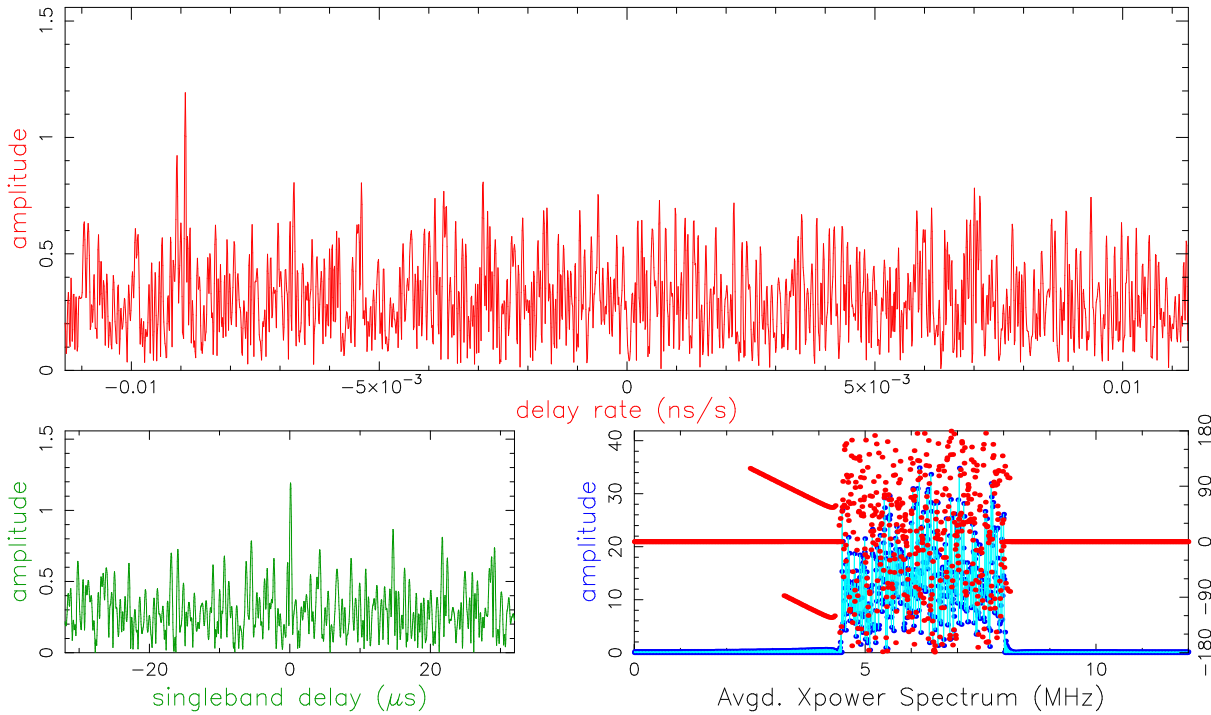 1.5
1
0.5
0
amplitude
−0.01 −5×10⁻³ 0 5×10⁻³ 0.01
delay rate (ns/s)
1.5
1
0.5
0
amplitude
−20 0 20
singleband delay (μs)
40
30
20
10
0
amplitude
180
90
0
−90
−180
0 5 10
Avgd. Xpower Spectrum (MHz)